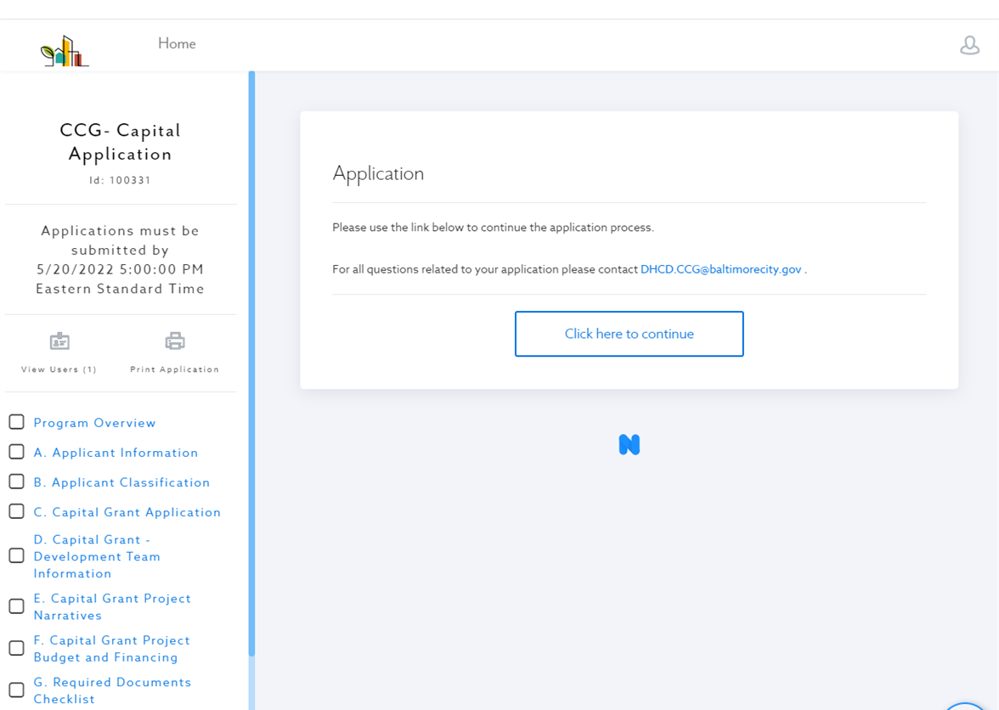 Home
CCG- Capital
Application
Id: 100331
Applications must be
submitted by
5/20/2022 5:00:00 PM
Eastern Standard Time
View Users (1)
Print Application
Program Overview
A. Applicant Information
B. Applicant Classification
C. Capital Grant Application
D. Capital Grant -
Development Team
Information
E. Capital Grant Project
Narratives
F. Capital Grant Project
Budget and Financing
G. Required Documents
Checklist
Application
Please use the link below to continue the application process.
For all questions related to your application please contact DHCD.CCG@baltimorecity.gov .
Click here to continue
N